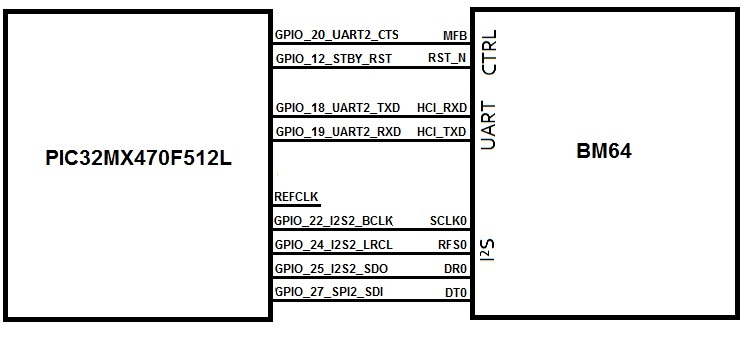 GPIO_20_UART2_CTS MFB
GPIO_12_STBY_RST RST_N
CTRL
GPIO_18_UART2_TXD HCI_RXD
GPIO_19_UART2_RXD HCI_TXD
UART
PIC32MX470F512L
BM64
REFCLK
GPIO_22_I2S2_BCLK SCLK0
GPIO_24_I2S2_LRCL RFS0
I²S
GPIO_25_I2S2_SDO DR0
GPIO_27_SPI2_SDI DT0